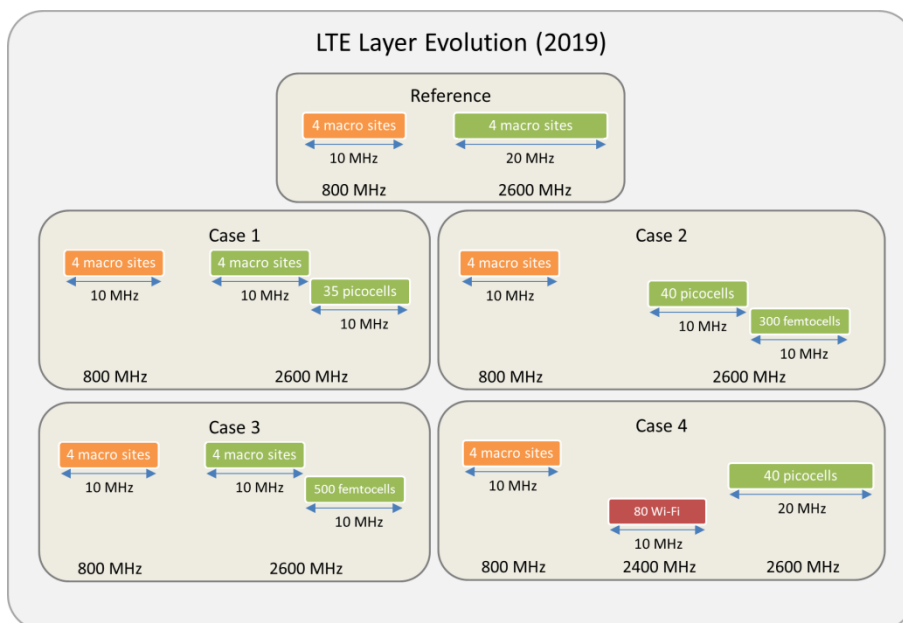 LTE Layer Evolution (2019)
Reference
4 macro sites
4 macro sites
10 MHz
20 MHz
800 MHz
2600 MHz
Case 1
4 macro sites
4 macro sites
10 MHz
10 MHz
35 picocells
10 MHz
800 MHz
2600 MHz
Case 2
4 macro sites
10 MHz
40 picocells
10 MHz
300 femtocells
10 MHz
800 MHz
2600 MHz
Case 3
4 macro sites
4 macro sites
10 MHz
10 MHz
500 femtocells
10 MHz
800 MHz
2600 MHz
Case 4
4 macro sites
10 MHz
40 picocells
20 MHz
80 Wi-Fi
10 MHz
800 MHz
2400 MHz
2600 MHz